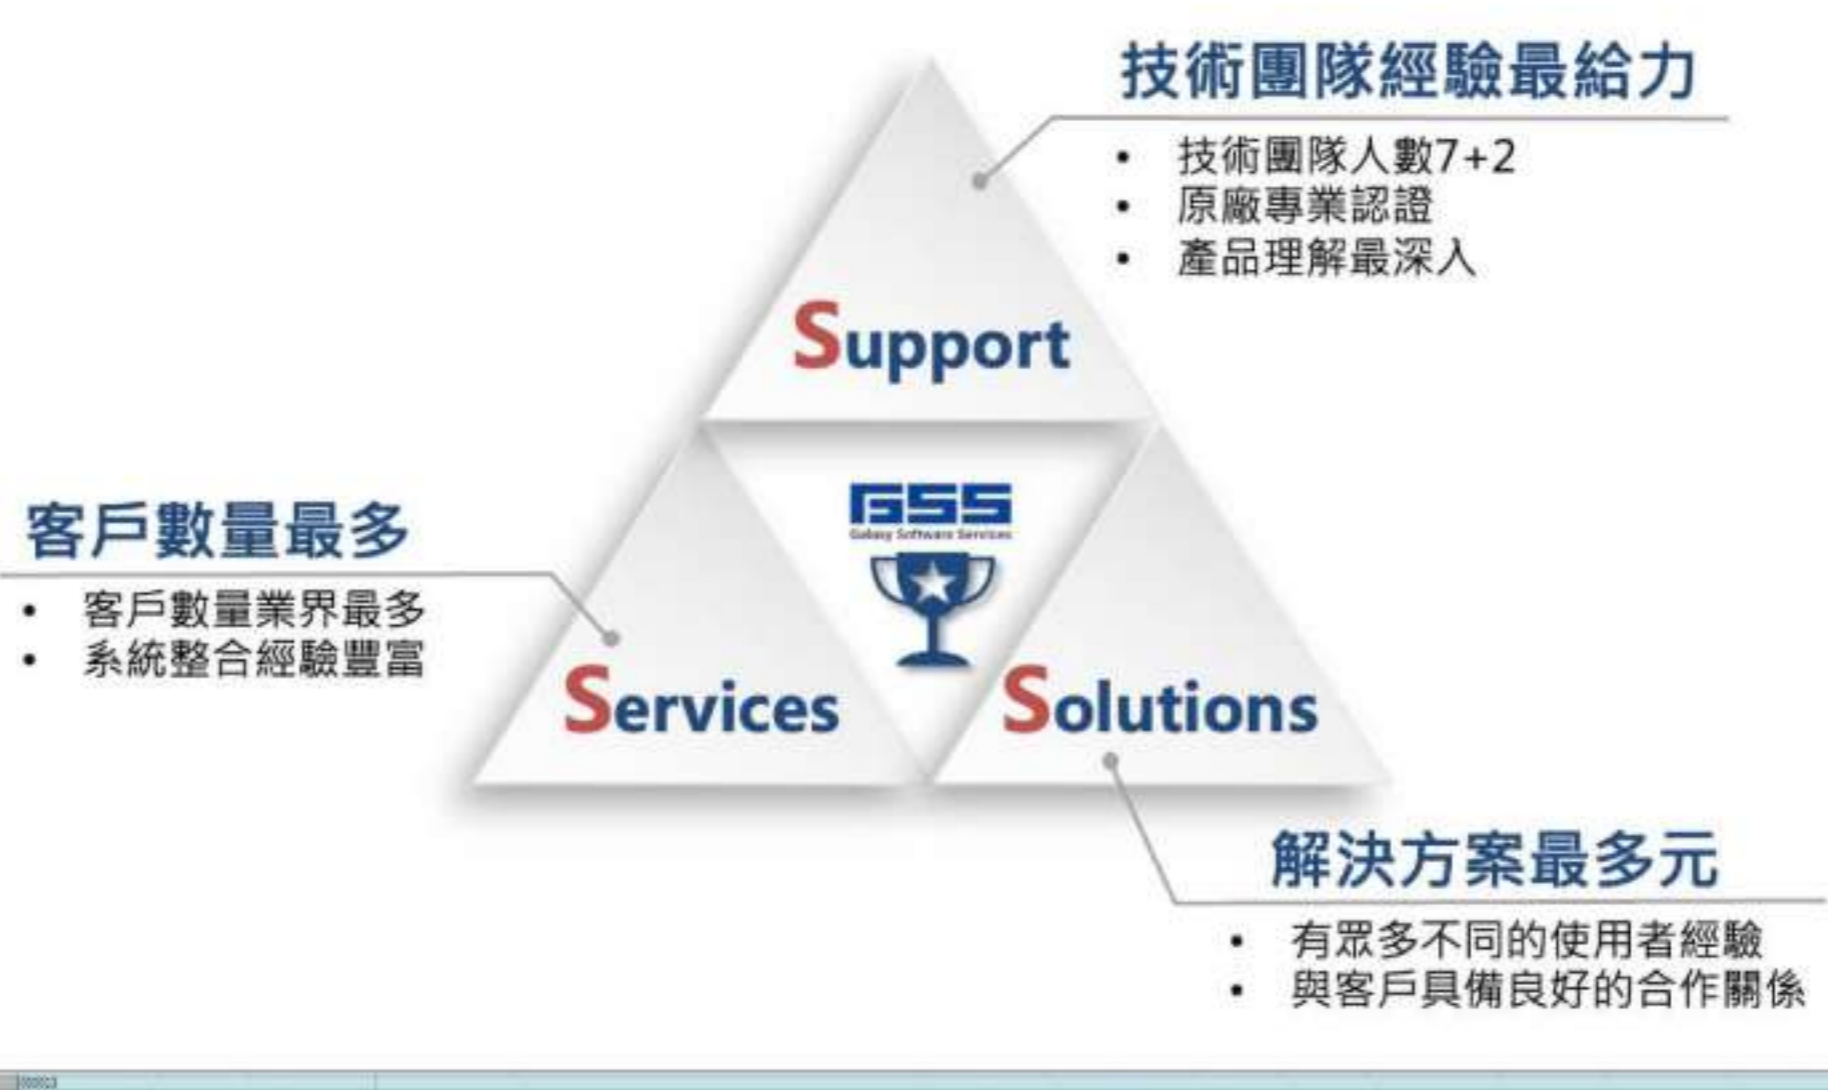 技術團隊經驗最給力
• 技術團隊人數7+2
• 原廠專業認證
• 產品理解最深入
Support
GSS
Galaxy Software Services
客戶數量最多
• 客戶數量業界最多
• 系統整合經驗豐富
Services
Solutions
解決方案最多元
• 有眾多不同的使用者經驗
• 與客戶具備良好的合作關係